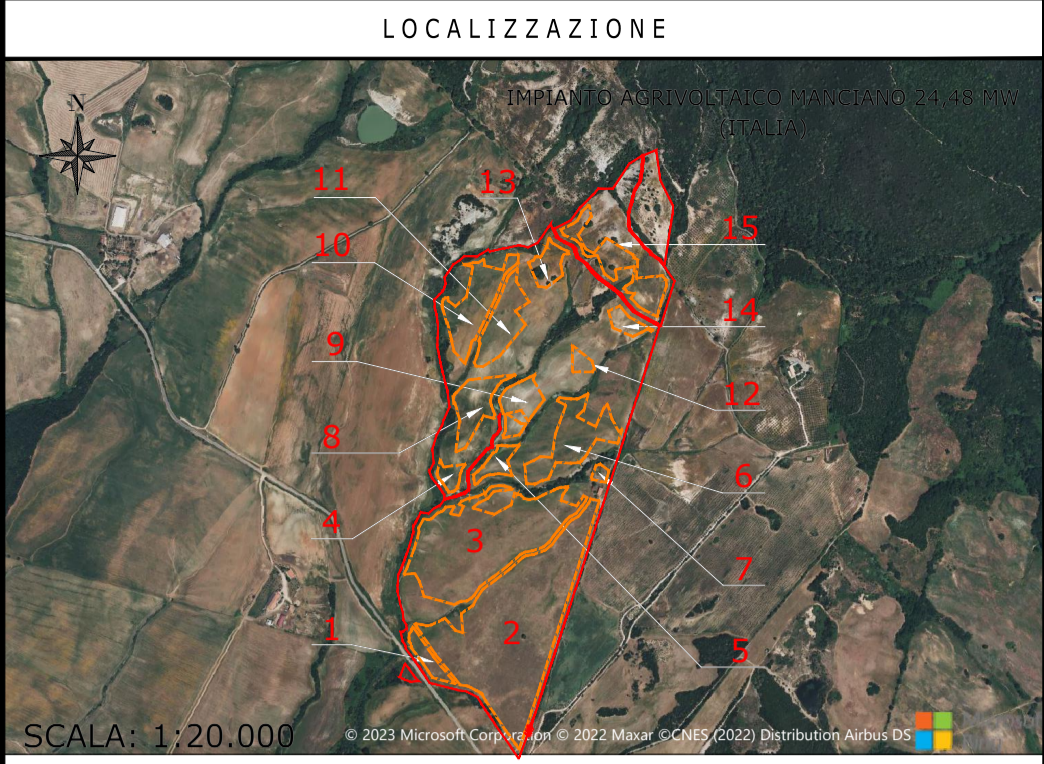 LOCALIZZAZIONE
IMPIANTO AGRIVOLTAICO MANCIANO 24,48 MW
(ITALIA)
N
11
13
10
15
14
9
12
8
6
4
3
7
1
2
5
SCALA: 1:20.000
© 2023 Microsoft Corporation © 2022 Maxar ©CNES (2022) Distribution Airbus DS